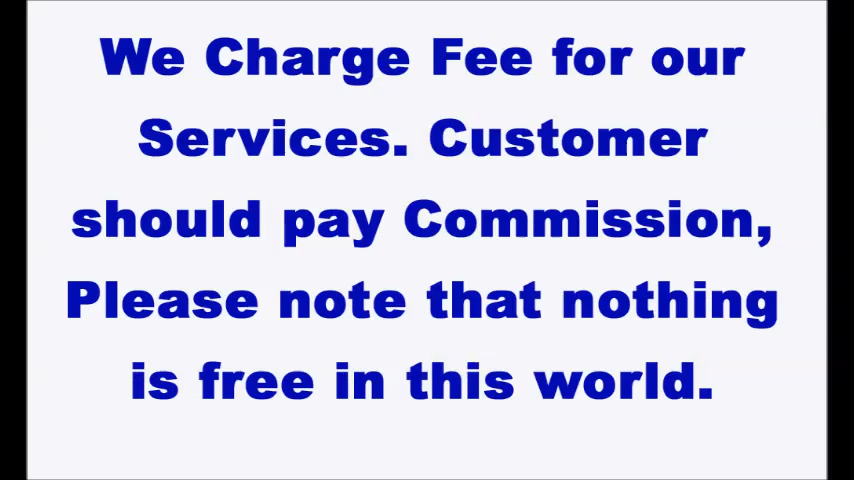 We Charge Fee for our
Services. Customer
should pay Commission,
Please note that nothing
is free in this world.